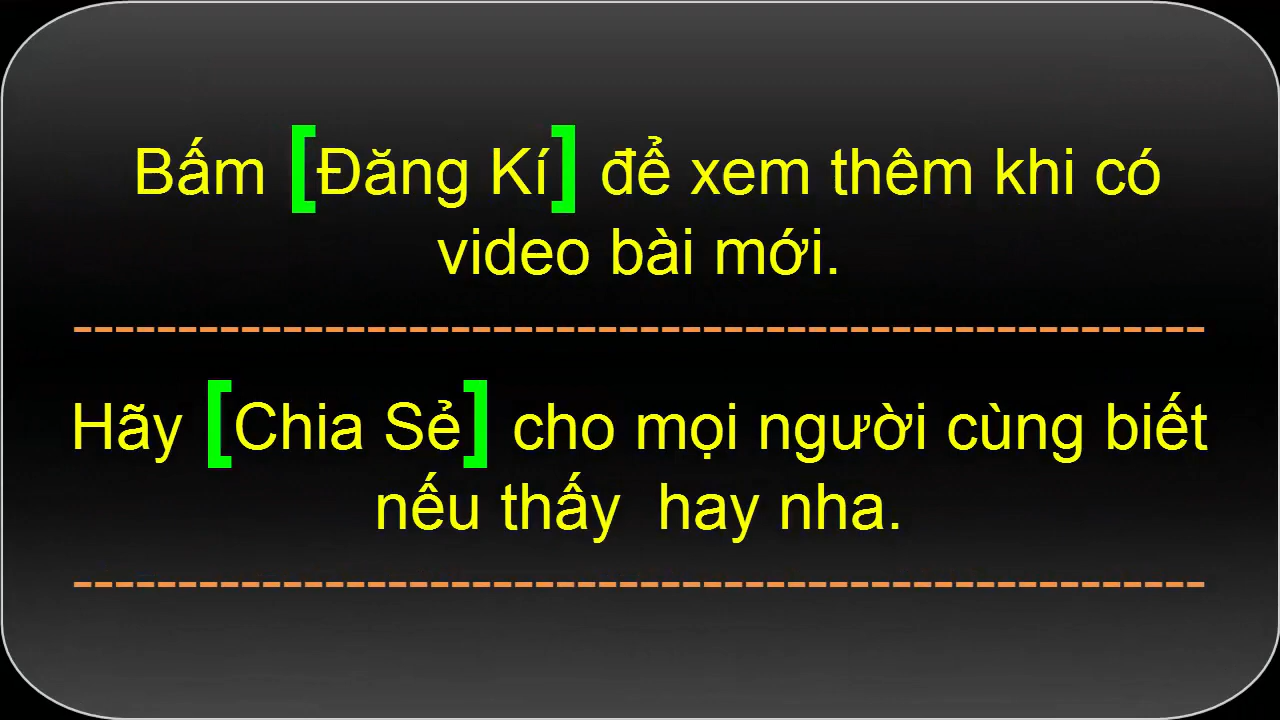 Bấm [Đăng Kí] để xem thêm khi có
video bài mới.
------------------------------------------------------
Hãy [Chia Sẻ] cho mọi người cùng biết
nếu thấy  hay nha.
------------------------------------------------------